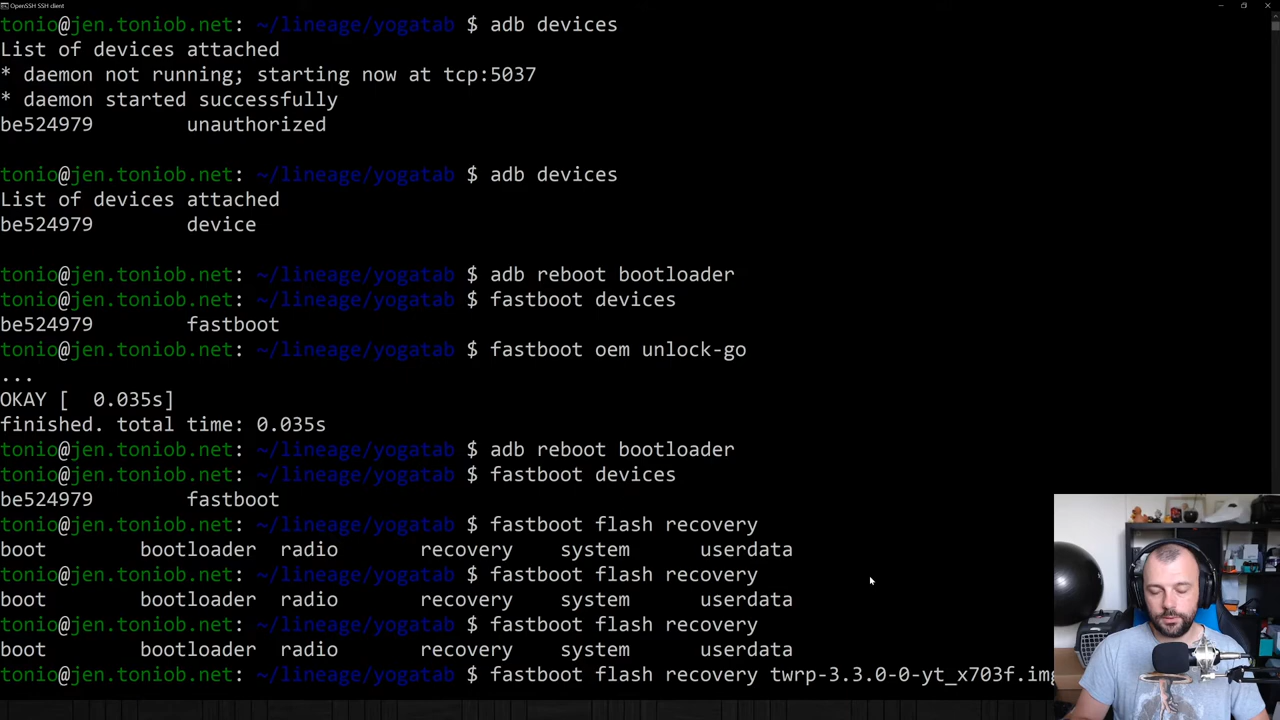 OpenSSH SSH client
tonio@jen.toniob.net: ~/lineage/yogatab $ adb devices
List of devices attached
* daemon not running; starting now at tcp:5037
* daemon started successfully
be524979 unauthorized
tonio@jen.toniob.net: ~/lineage/yogatab $ adb devices
List of devices attached
be524979 device
tonio@jen.toniob.net: ~/lineage/yogatab $ adb reboot bootloader
tonio@jen.toniob.net: ~/lineage/yogatab $ fastboot devices
be524979 fastboot
tonio@jen.toniob.net: ~/lineage/yogatab $ fastboot oem unlock-go
...
OKAY [ 0.035s]
finished. total time: 0.035s
tonio@jen.toniob.net: ~/lineage/yogatab $ adb reboot bootloader
tonio@jen.toniob.net: ~/lineage/yogatab $ fastboot devices
be524979 fastboot
tonio@jen.toniob.net: ~/lineage/yogatab $ fastboot flash recovery
boot bootloader radio recovery system userdata
tonio@jen.toniob.net: ~/lineage/yogatab $ fastboot flash recovery
boot bootloader radio recovery system userdata
tonio@jen.toniob.net: ~/lineage/yogatab $ fastboot flash recovery
boot bootloader radio recovery system userdata
tonio@jen.toniob.net: ~/lineage/yogatab $ fastboot flash recovery twrp-3.3.0-0-yt_x703f.img